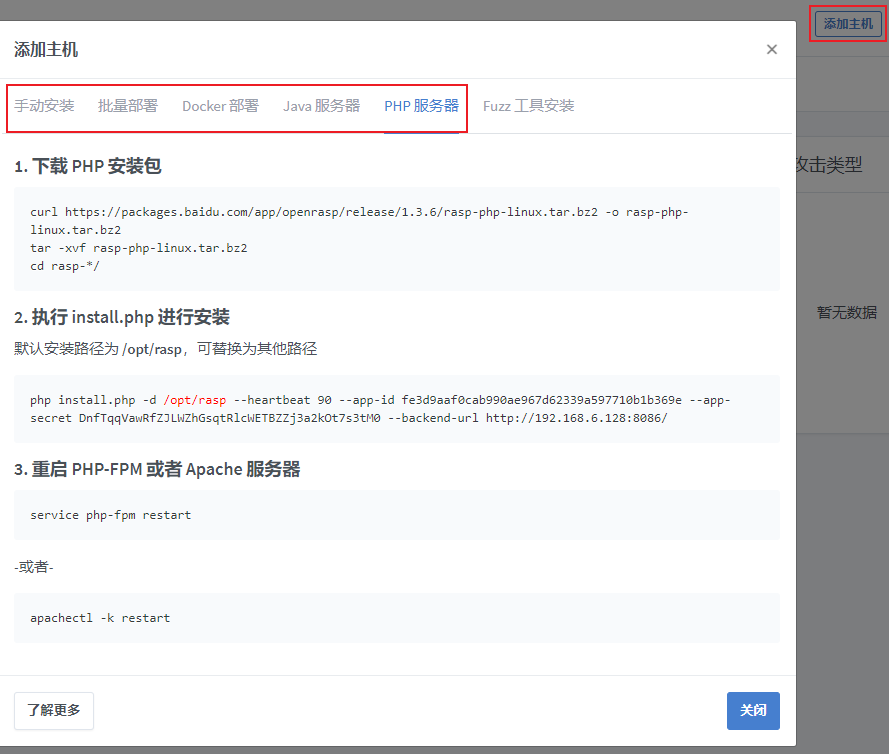 添加主机
添加主机
×
手动安装 批量部署 Docker 部署 Java 服务器 PHP 服务器 Fuzz 工具安装
攻击类型
1. 下载 PHP 安装包
curl https://packages.baidu.com/app/openrasp/release/1.3.6/rasp-php-linux.tar.bz2 -o rasp-php-
linux.tar.bz2
tar -xvf rasp-php-linux.tar.bz2
cd rasp-*/
暂无数据
2. 执行 install.php 进行安装
默认安装路径为 /opt/rasp，可替换为其他路径
php install.php -d /opt/rasp --heartbeat 90 --app-id fe3d9aaf0cab990ae967d62339a597710b1b369e --app-
secret DnfTqqVawRfZJLWZhGsqtRlcWETBZZj3a2kOt7s3tM0 --backend-url http://192.168.6.128:8086/
3. 重启 PHP-FPM 或者 Apache 服务器
service php-fpm restart
-或者-
apachectl -k restart
了解更多
关闭